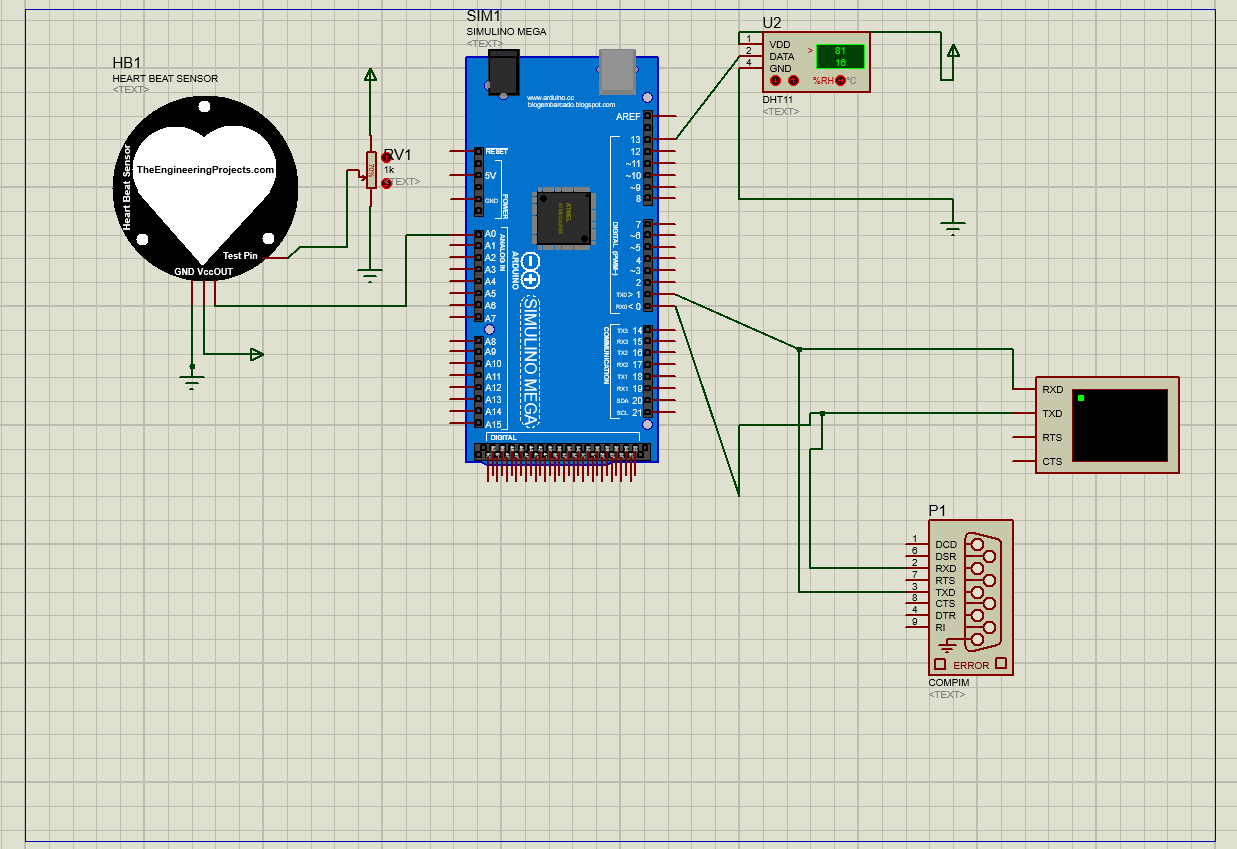 SIM1
SIMULINO MEGA
<TEXT>
HB1
HEART BEAT SENSOR
<TEXT>
Heart Beat Sensor
TheEngineeringProjects.com
Test Pin
GND VccOUT
RV1
1k
<TEXT>
70%
www.arduino.cc
blogembarcado.blogspot.com
AREF
RESET
5V
GND
POWER
13
12
~11
~10
~9
8
A0
A1
A2
A3
A4
A5
A6
A7
ANALOG IN
A8
A9
A10
A11
A12
A13
A14
A15
ARDUINO
SIMULINO MEGA
DIGITAL (PWM~)
7
~6
~5
4
~3
2
TX0 > 1
RX0 < 0
COMMUNICATION
TX3 14
RX3 15
TX2 16
RX2 17
TX1 18
RX1 19
SDA 20
SCL 21
DIGITAL
U2
1 VDD
2 DATA
4 GND
> 81
16
%RH °C
DHT11
<TEXT>
RXD
TXD
RTS
CTS
P1
1 DCD
6 DSR
2 RXD
7 RTS
3 TXD
8 CTS
4 DTR
9 RI
ERROR
COMPIM
<TEXT>